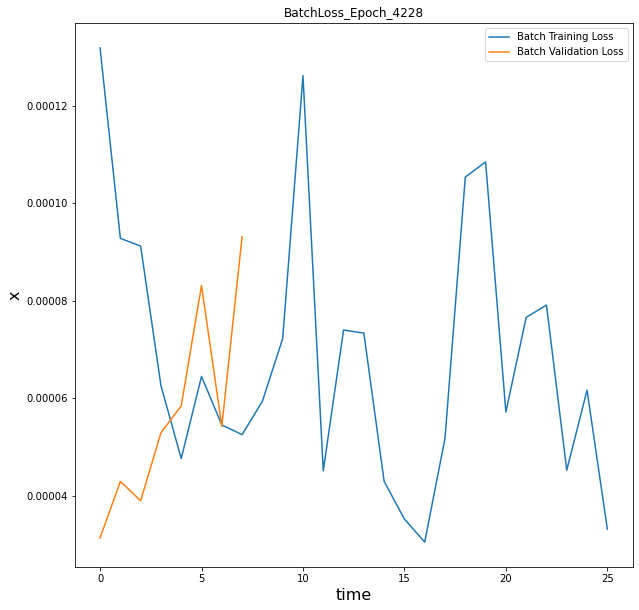 BatchLoss_Epoch_4228
Batch Training Loss
Batch Validation Loss
0.00012
0.00010
0.00008
0.00006
0.00004
x
0 5 10 15 20 25
time